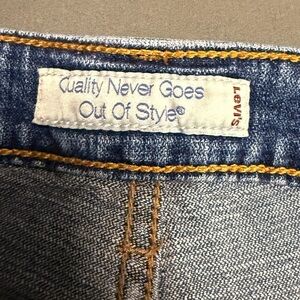 Quality Never Goes
Out Of Style®
LEVI'S